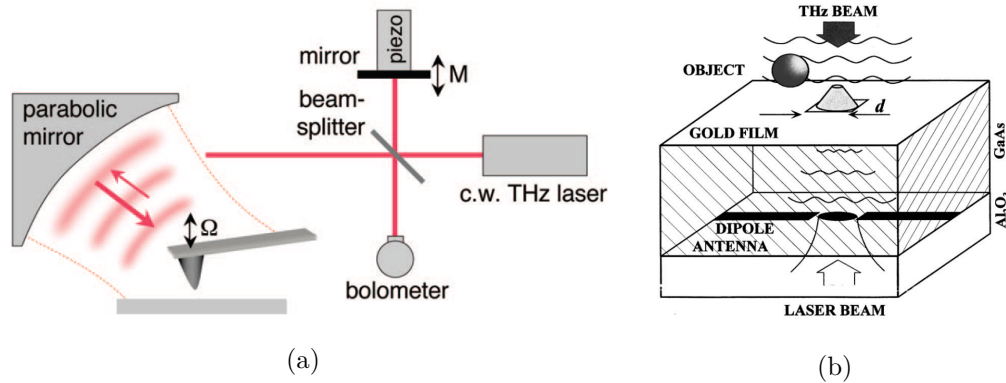 piezo
mirror
M
beam-
splitter
parabolic
mirror
c.w. THz laser
Ω
bolometer
(a)
THz BEAM
OBJECT
d
GOLD FILM
GaAs
DIPOLE
ANTENNA
LASER BEAM
(b)